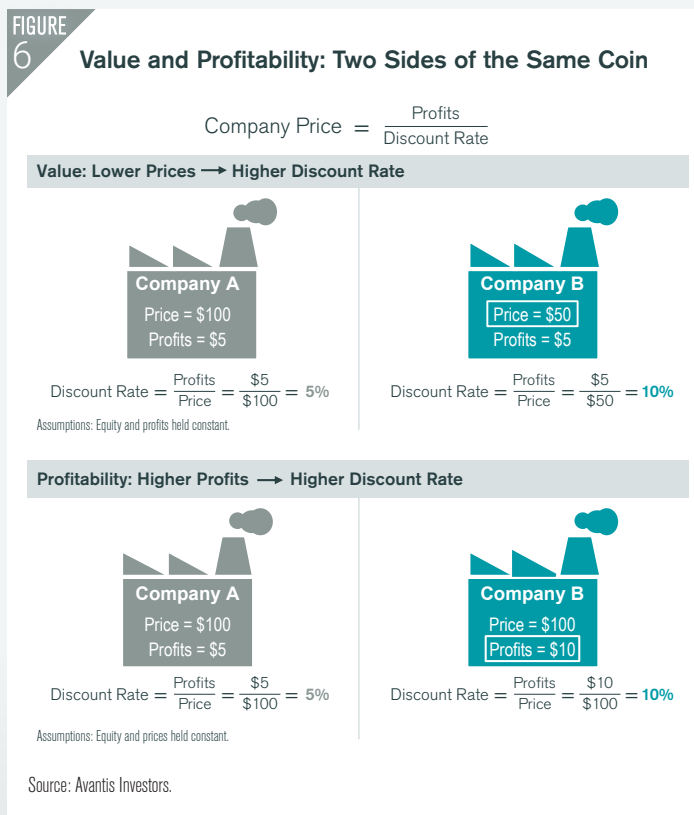 FIGURE
6
Value and Profitability: Two Sides of the Same Coin
Company Price = Profits / Discount Rate
Value: Lower Prices → Higher Discount Rate
Company A
Price = $100
Profits = $5
Discount Rate = Profits / Price = $5 / $100 = 5%
Assumptions: Equity and profits held constant.
Company B
Price = $50
Profits = $5
Discount Rate = Profits / Price = $5 / $50 = 10%
Profitability: Higher Profits → Higher Discount Rate
Company A
Price = $100
Profits = $5
Discount Rate = Profits / Price = $5 / $100 = 5%
Assumptions: Equity and prices held constant.
Company B
Price = $100
Profits = $10
Discount Rate = Profits / Price = $10 / $100 = 10%
Source: Avantis Investors.